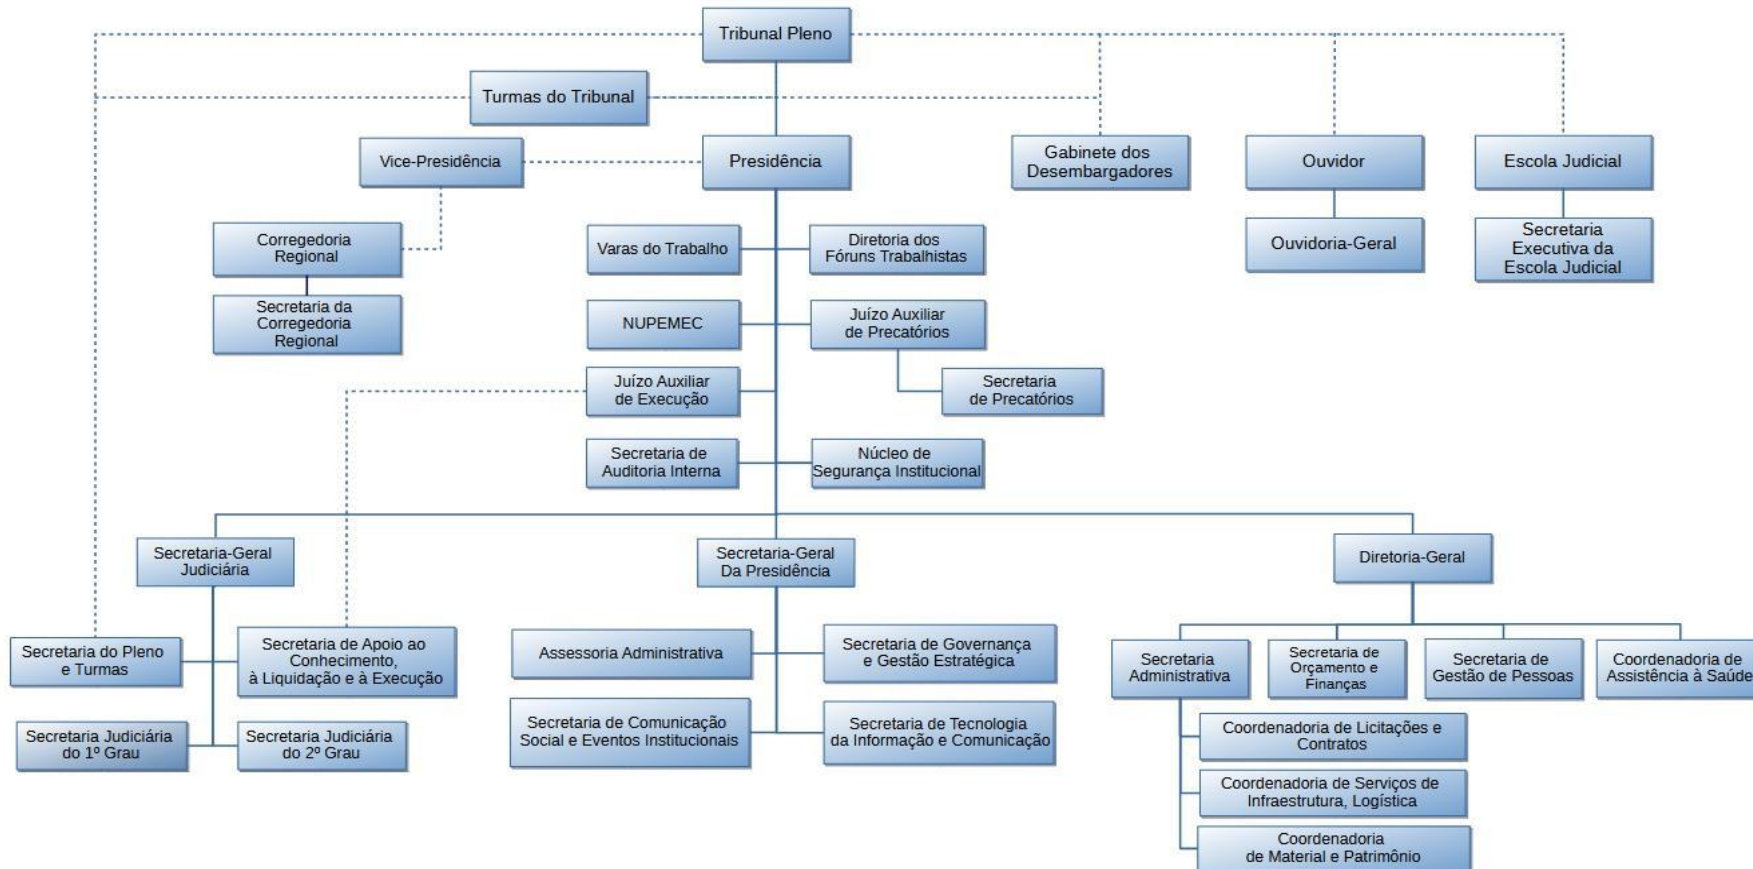 Tribunal Pleno
Turmas do Tribunal
Vice-Presidência
Presidência
Gabinete dos
Desembargadores
Ouvidor
Escola Judicial
Corregedoria
Regional
Varas do Trabalho
Diretoria dos
Fóruns Trabalhistas
Ouvidoria-Geral
Secretaria
Executiva da
Escola Judicial
Secretaria da
Corregedoria
Regional
NUPEMEC
Juízo Auxiliar
de Precatórios
Juízo Auxiliar
de Execução
Secretaria
de Precatórios
Secretaria de
Auditoria Interna
Núcleo de
Segurança Institucional
Secretaria-Geral
Judiciária
Secretaria-Geral
Da Presidência
Diretoria-Geral
Secretaria do Pleno
e Turmas
Secretaria de Apoio ao
Conhecimento,
à Liquidação e à Execução
Assessoria Administrativa
Secretaria de Governança
e Gestão Estratégica
Secretaria
Administrativa
Secretaria de
Orçamento e
Finanças
Secretaria de
Gestão de Pessoas
Coordenadoria de
Assistência à Saúde
Secretaria Judiciária
do 1º Grau
Secretaria Judiciária
do 2º Grau
Secretaria de Comunicação
Social e Eventos Institucionais
Secretaria de Tecnologia
da Informação e Comunicação
Coordenadoria de Licitações e
Contratos
Coordenadoria de Serviços de
Infraestrutura, Logística
Coordenadoria
de Material e Patrimônio